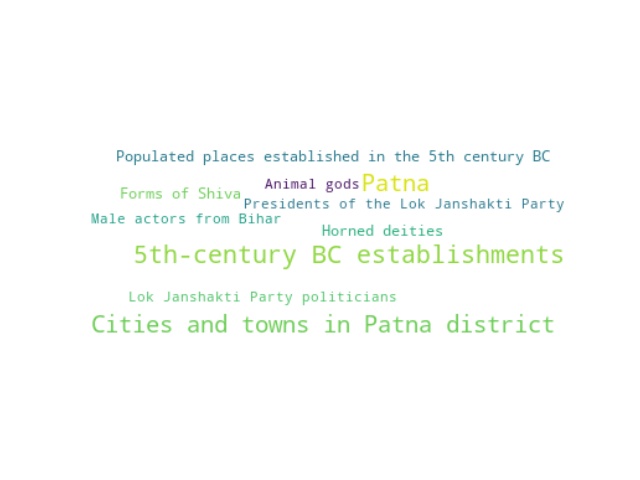 Populated places established in the 5th century BC
Animal gods
Patna
Forms of Shiva
Presidents of the Lok Janshakti Party
Male actors from Bihar
Horned deities
5th-century BC establishments
Lok Janshakti Party politicians
Cities and towns in Patna district